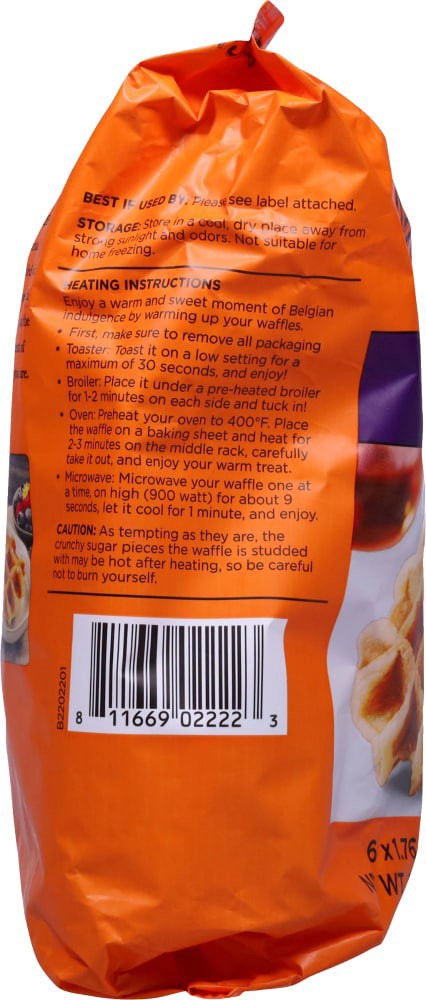 BEST IF USED BY: Please see label attached.
STORAGE: Store in a cool, dry place away from
strong sunlight and odors. Not suitable for
home freezing.
HEATING INSTRUCTIONS
Enjoy a warm and sweet moment of Belgian
indulgence by warming up your waffles.
• First, make sure to remove all packaging
• Toaster: Toast it on a low setting for a
maximum of 30 seconds, and enjoy!
• Broiler: Place it under a pre-heated broiler
for 1-2 minutes on each side and tuck in!
• Oven: Preheat your oven to 400°F. Place
the waffle on a baking sheet and heat for
2-3 minutes on the middle rack, carefully
take it out, and enjoy your warm treat.
• Microwave: Microwave your waffle one at
a time, on high (900 watt) for about 9
seconds, let it cool for 1 minute, and enjoy.
CAUTION: As tempting as they are, the
crunchy sugar pieces the waffle is studded
with may be hot after heating, so be careful
not to burn yourself.
B2202201
8 11669 02222 3
6 x 1.76
WT